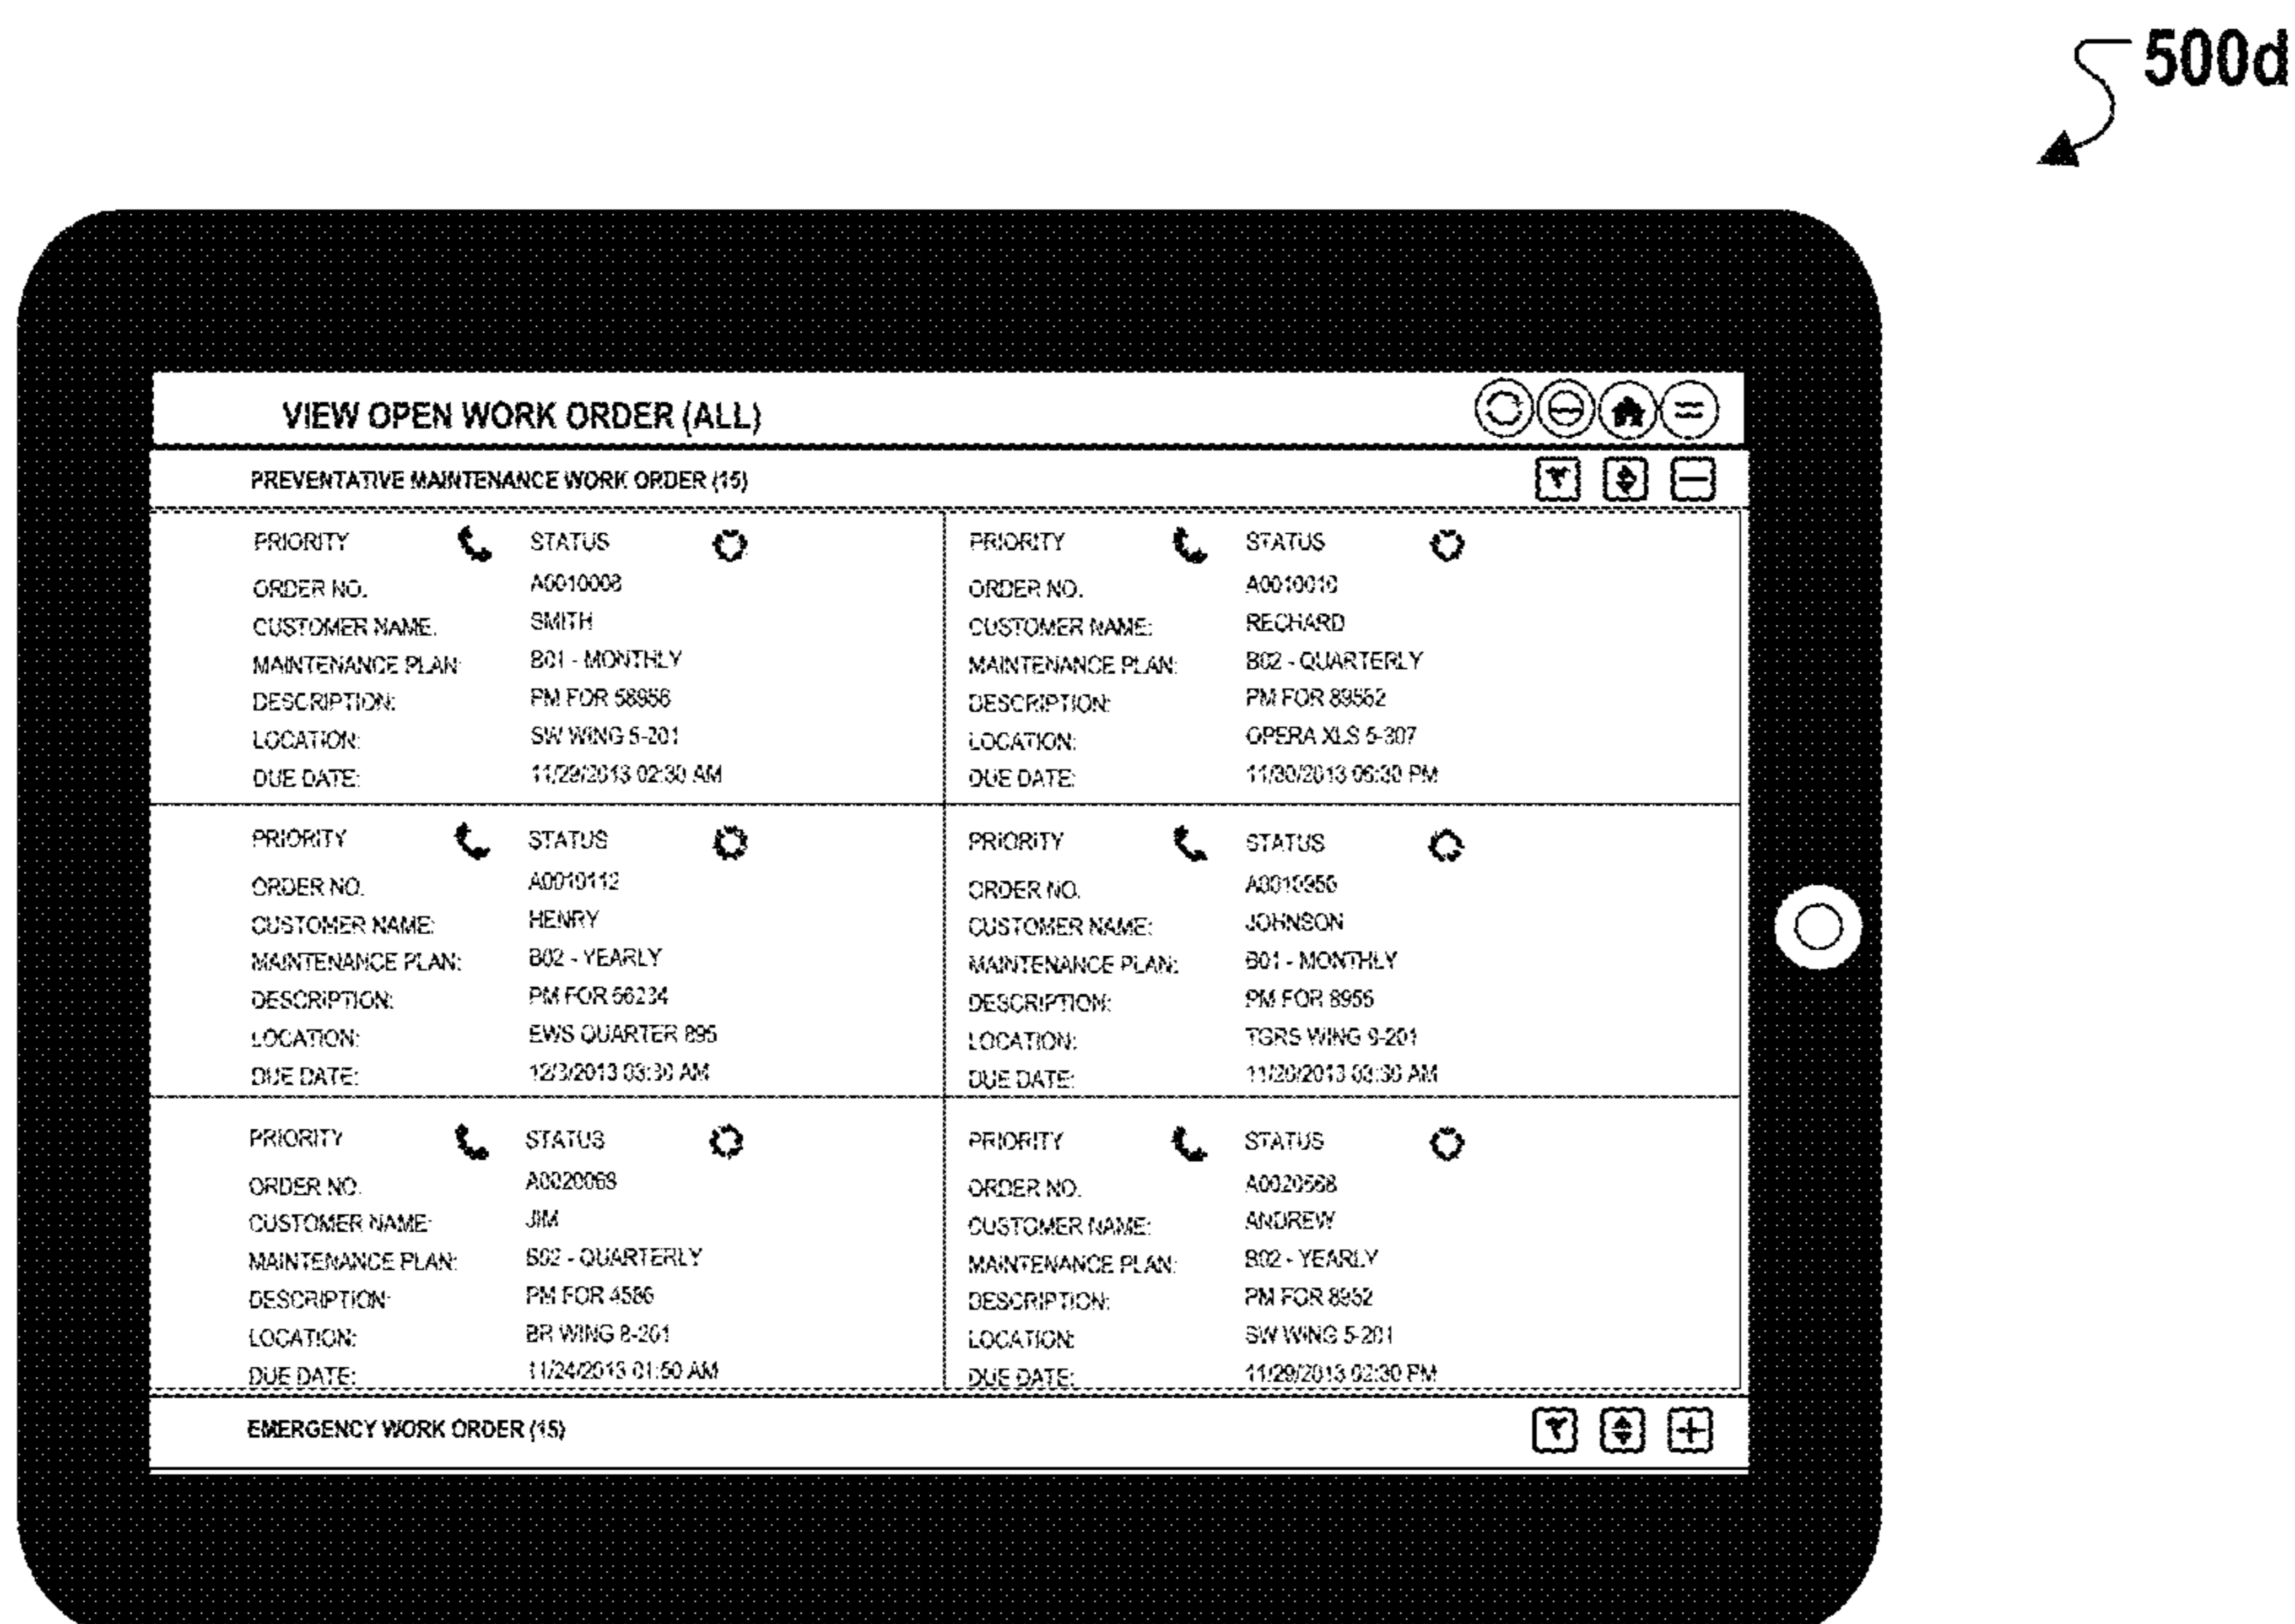 500d
VIEW OPEN WORK ORDER (ALL)
PREVENTATIVE MAINTENANCE WORK ORDER (15)
PRIORITY STATUS
ORDER NO. A0010008
CUSTOMER NAME. SMITH
MAINTENANCE PLAN: B01 - MONTHLY
DESCRIPTION: PM FOR 58956
LOCATION: SW WING 5-201
DUE DATE: 11/29/2013 02:30 AM
PRIORITY STATUS
ORDER NO. A0010010
CUSTOMER NAME: RECHARD
MAINTENANCE PLAN: B02 - QUARTERLY
DESCRIPTION: PM FOR
LOCATION: OPERA XLS 5-307
DUE DATE: 11/30/2013 06:30 PM
PRIORITY STATUS
ORDER NO. A0010112
CUSTOMER NAME: HENRY
MAINTENANCE PLAN: B02 - YEARLY
DESCRIPTION: PM FOR 56234
LOCATION: EWS QUARTER 895
DUE DATE: 12/3/2013 03:30 AM
PRIORITY STATUS
ORDER NO.
CUSTOMER NAME: JOHNSON
MAINTENANCE PLAN: B01 - MONTHLY
DESCRIPTION: PM FOR 8956
LOCATION: TGRS WING 9-201
DUE DATE: 11/20/2013 03:30 AM
PRIORITY STATUS
ORDER NO. A0020068
CUSTOMER NAME: JIM
MAINTENANCE PLAN: B02 - QUARTERLY
DESCRIPTION: PM FOR 4586
LOCATION: BR WING 8-201
DUE DATE: 11/24/2013 01:50 AM
PRIORITY STATUS
ORDER NO. A0020568
CUSTOMER NAME: ANDREW
MAINTENANCE PLAN: B02 - YEARLY
DESCRIPTION: PM FOR 8952
LOCATION: SW WING 5-201
DUE DATE: 11/29/2013 02:30 PM
EMERGENCY WORK ORDER (15)